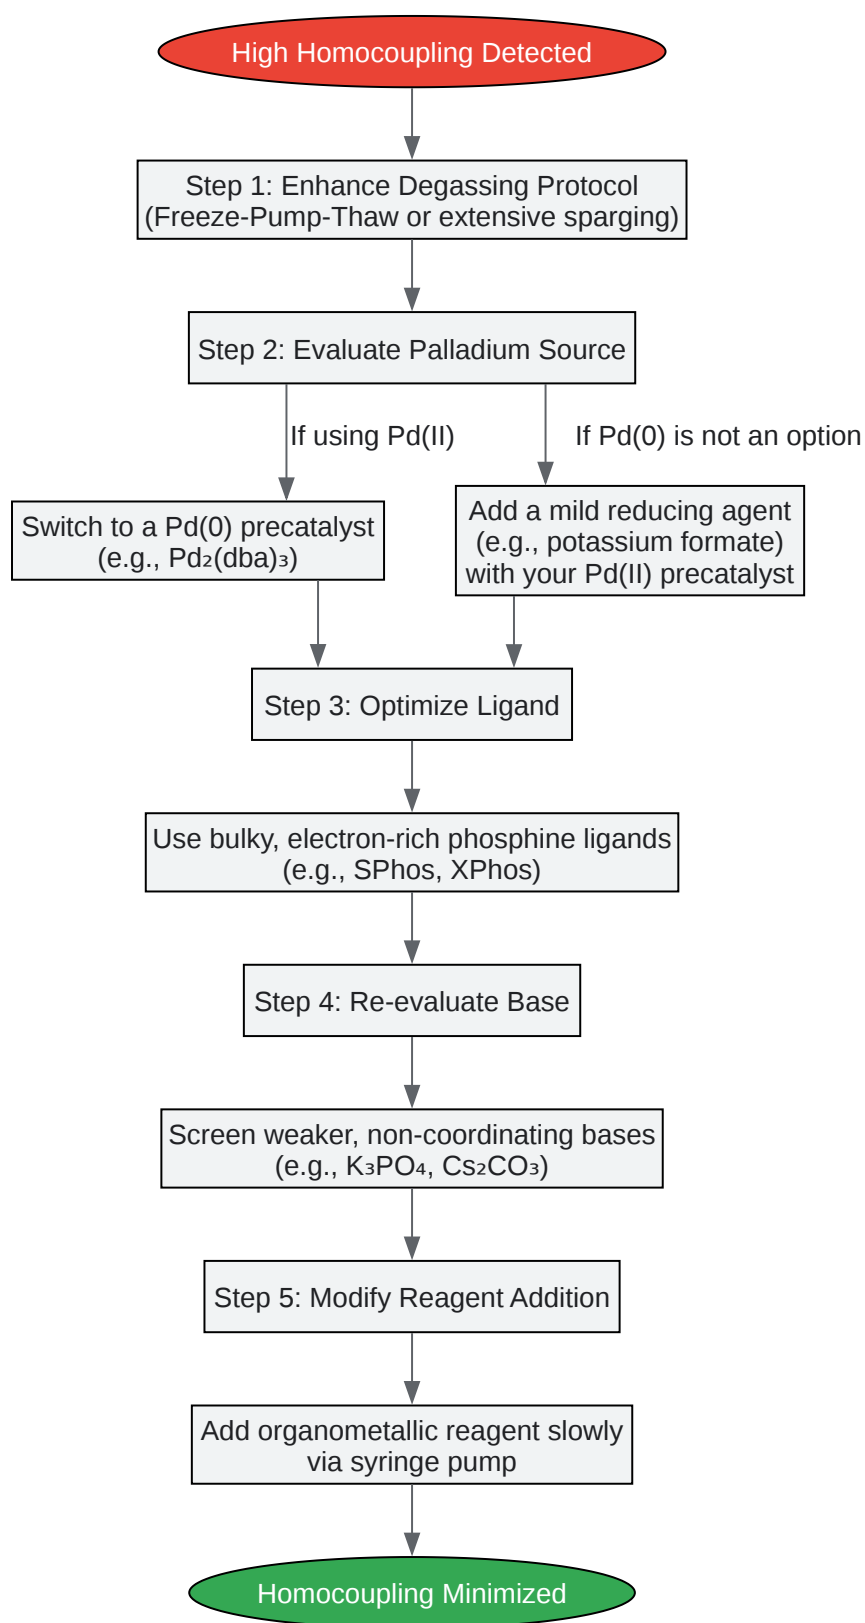 High Homocoupling Detected
Step 1: Enhance Degassing Protocol
(Freeze-Pump-Thaw or extensive sparging)
Step 2: Evaluate Palladium Source
If using Pd(II)
If Pd(0) is not an option
Switch to a Pd(0) precatalyst
(e.g., Pd₂(dba)₃)
Add a mild reducing agent
(e.g., potassium formate)
with your Pd(II) precatalyst
Step 3: Optimize Ligand
Use bulky, electron-rich phosphine ligands
(e.g., SPhos, XPhos)
Step 4: Re-evaluate Base
Screen weaker, non-coordinating bases
(e.g., K₃PO₄, Cs₂CO₃)
Step 5: Modify Reagent Addition
Add organometallic reagent slowly
via syringe pump
Homocoupling Minimized